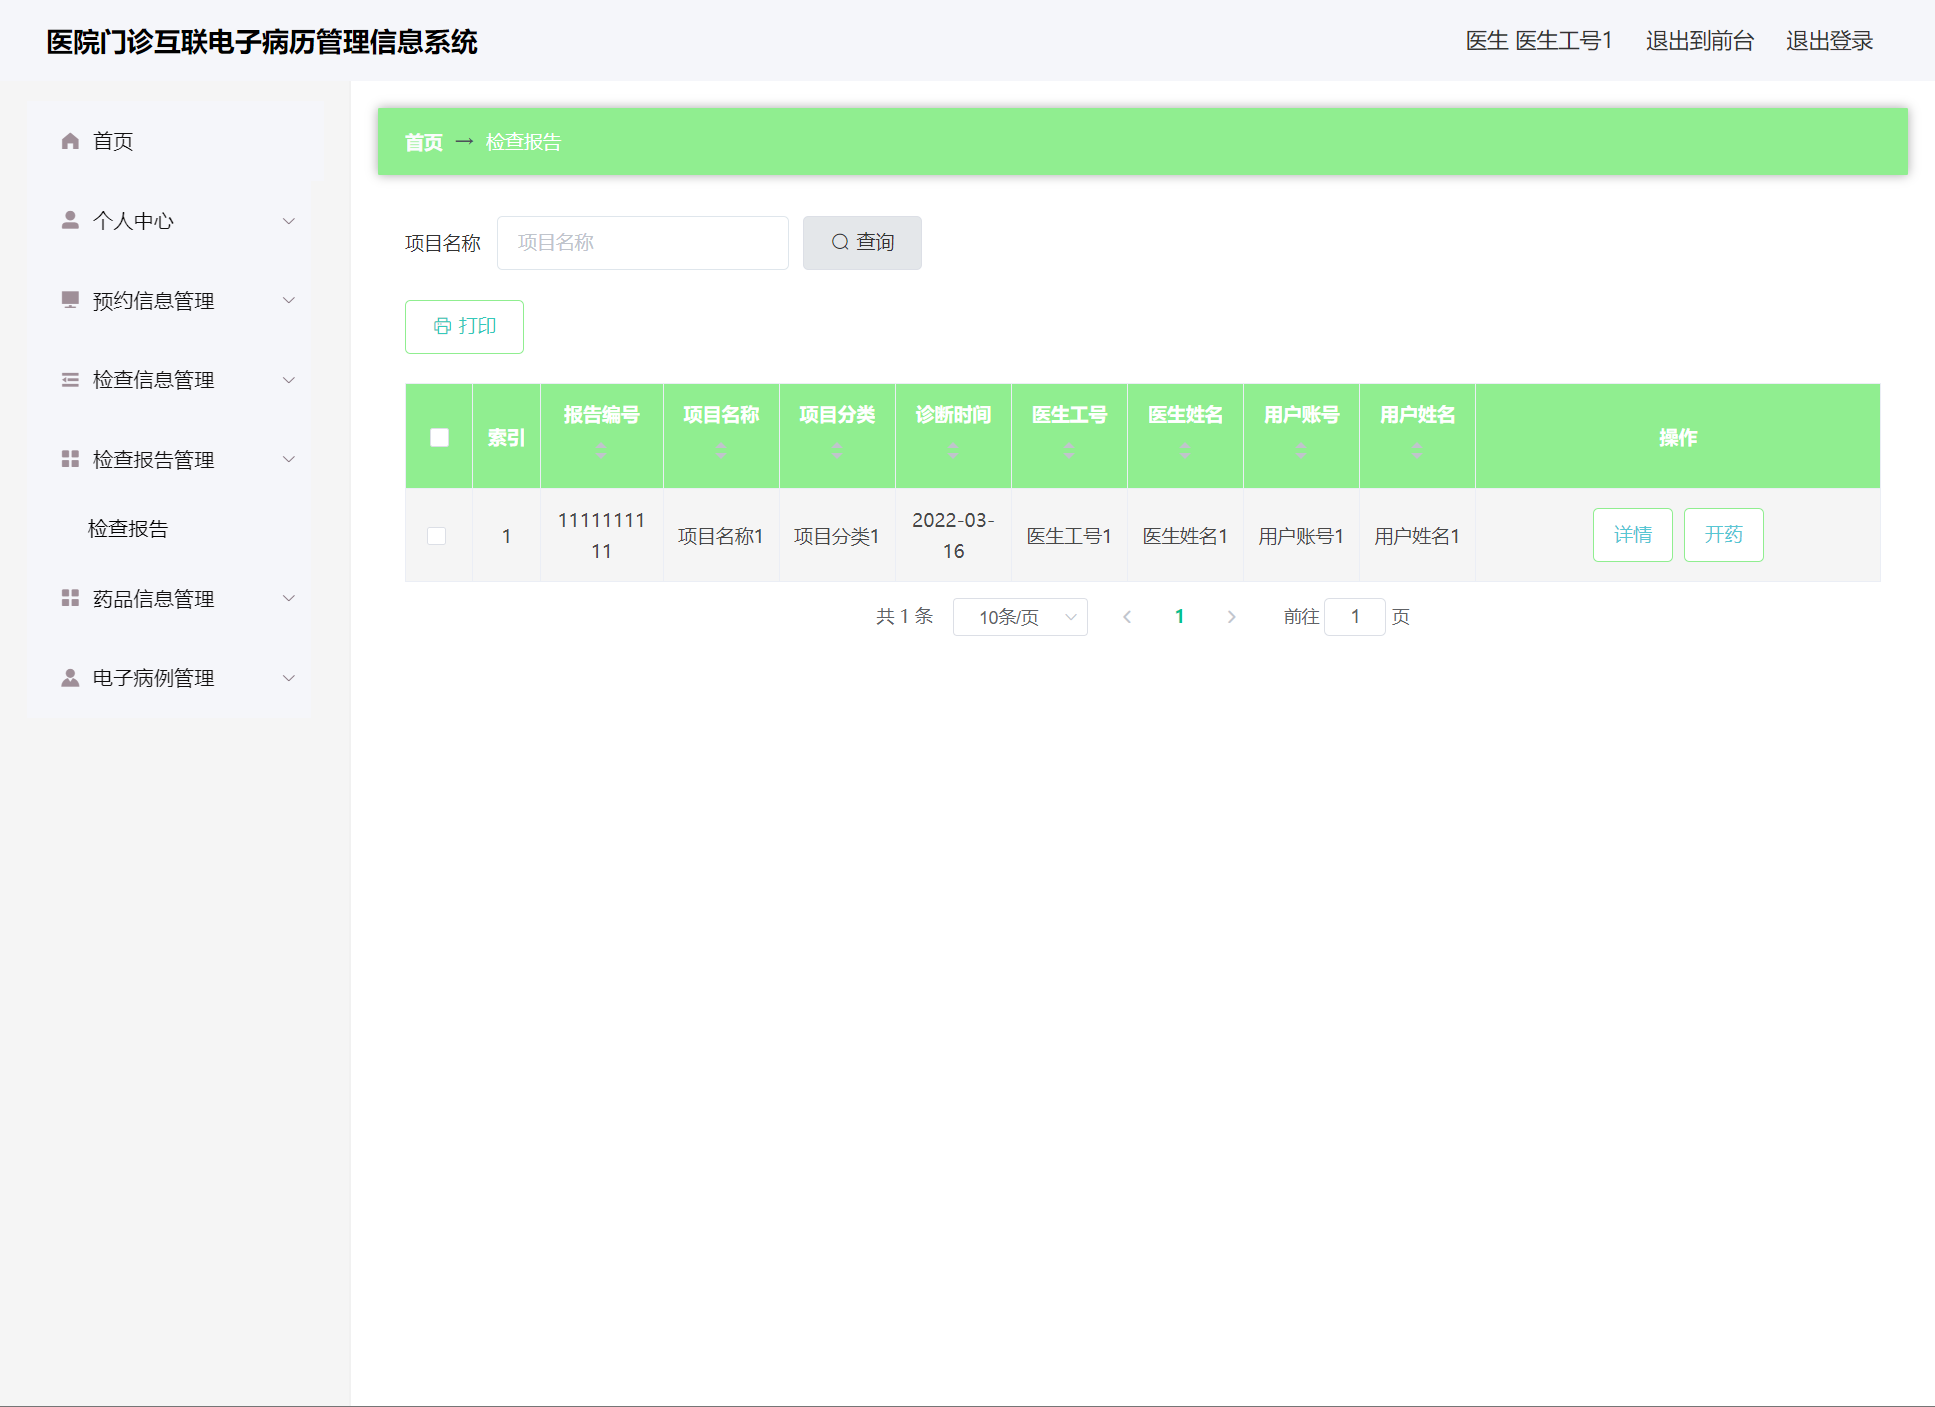 医院门诊互联电子病历管理信息系统
医生 医生工号1 退出到前台 退出登录
首页
个人中心
预约信息管理
检查信息管理
检查报告管理
检查报告
药品信息管理
电子病例管理
首页 → 检查报告
项目名称 项目名称 查询
打印
索引 报告编号 项目名称 项目分类 诊断时间 医生工号 医生姓名 用户账号 用户姓名 操作
1 11111111 项目名称1 项目分类1 2022-03- 医生工号1 医生姓名1 用户账号1 用户姓名1 详情 开药
11 16
共 1 条 10条/页 1 前往 1 页